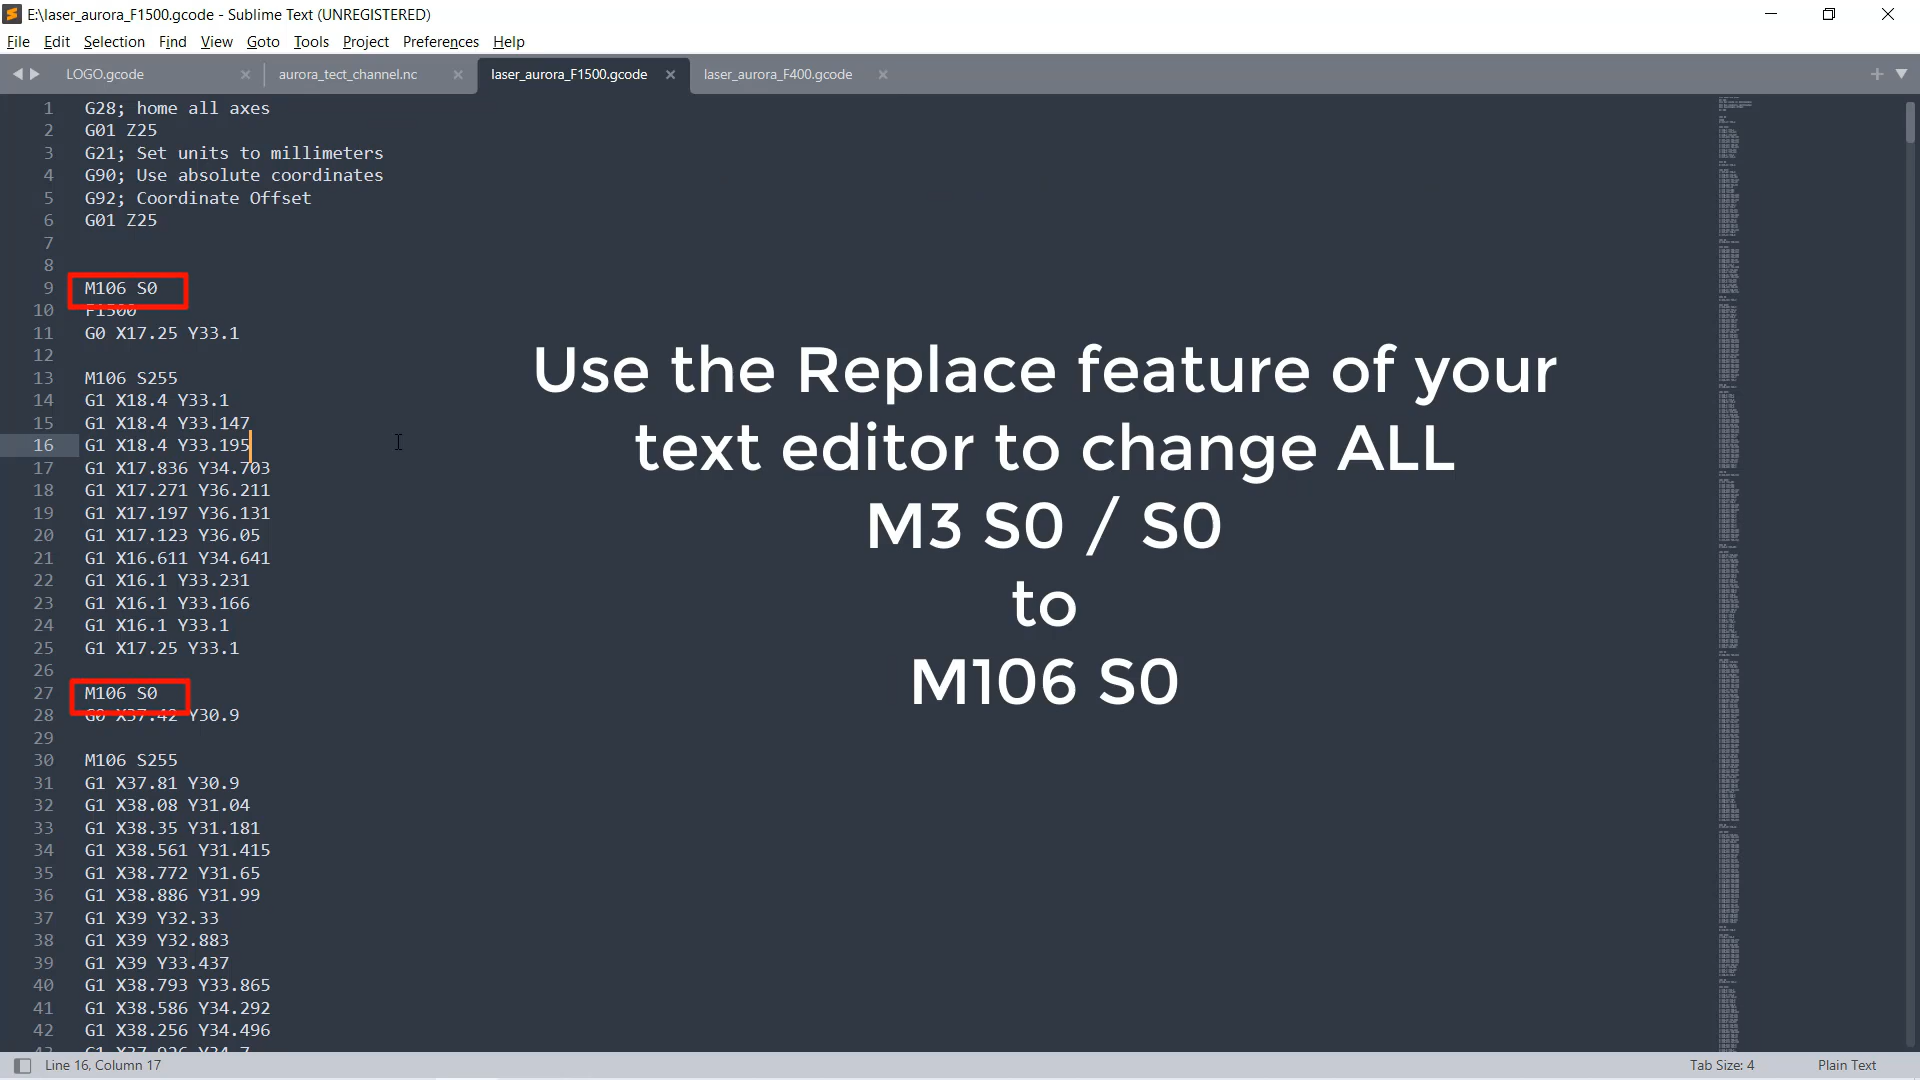 E:\laser_aurora_F1500.gcode - Sublime Text (UNREGISTERED)
File Edit Selection Find View Goto Tools Project Preferences Help
LOGO.gcode aurora_tect_channel.nc laser_aurora_F1500.gcode laser_aurora_F400.gcode
1 G28; home all axes
2 G01 Z25
3 G21; Set units to millimeters
4 G90; Use absolute coordinates
5 G92; Coordinate Offset
6 G01 Z25
7
8
9 M106 S0
10 F1500
11 G0 X17.25 Y33.1
12
13 M106 S255
14 G1 X18.4 Y33.1
15 G1 X18.4 Y33.147
16 G1 X18.4 Y33.195
17 G1 X17.836 Y34.703
18 G1 X17.271 Y36.211
19 G1 X17.197 Y36.131
20 G1 X17.123 Y36.05
21 G1 X16.611 Y34.641
22 G1 X16.1 Y33.231
23 G1 X16.1 Y33.166
24 G1 X16.1 Y33.1
25 G1 X17.25 Y33.1
26
27 M106 S0
28 G0 X37.42 Y30.9
29
30 M106 S255
31 G1 X37.81 Y30.9
32 G1 X38.08 Y31.04
33 G1 X38.35 Y31.181
34 G1 X38.561 Y31.415
35 G1 X38.772 Y31.65
36 G1 X38.886 Y31.99
37 G1 X39 Y32.33
38 G1 X39 Y32.883
39 G1 X39 Y33.437
40 G1 X38.793 Y33.865
41 G1 X38.586 Y34.292
42 G1 X38.256 Y34.496
43 G1 X37.926 Y34.7
Use the Replace feature of your
text editor to change ALL
M3 S0 / S0
to
M106 S0
Line 16, Column 17
Tab Size: 4 Plain Text